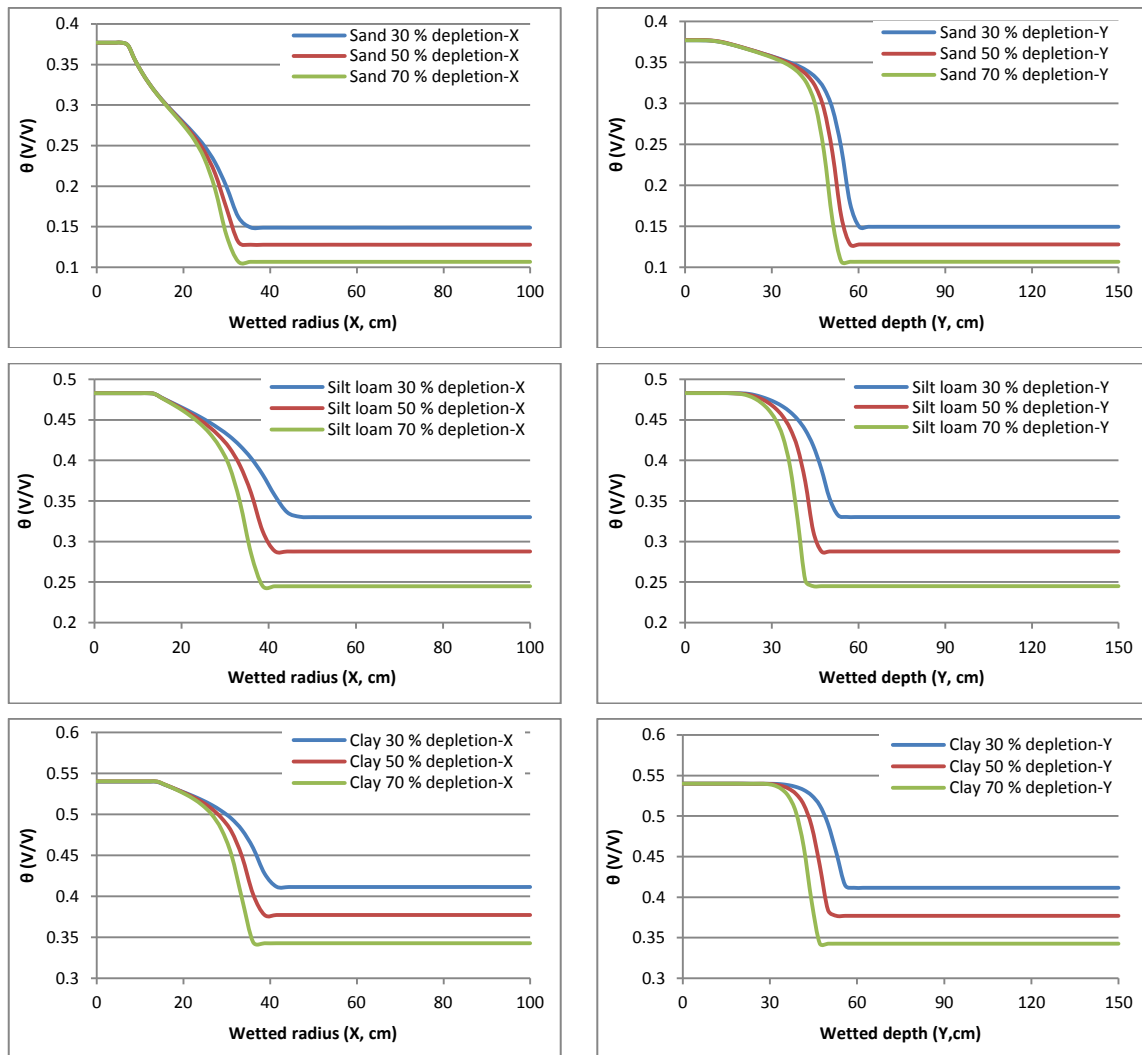 0.4
0.35
0.3
0.25
0.2
0.15
0.1
θ (V/V)
Sand 30 % depletion-X
Sand 50 % depletion-X
Sand 70 % depletion-X
0 20 40 60 80 100
Wetted radius (X, cm)
0.4
0.35
0.3
0.25
0.2
0.15
0.1
θ (V/V)
Sand 30 % depletion-Y
Sand 50 % depletion-Y
Sand 70 % depletion-Y
0 30 60 90 120 150
Wetted depth (Y, cm)
0.5
0.45
0.4
0.35
0.3
0.25
0.2
θ (V/V)
Silt loam 30 % depletion-X
Silt loam 50 % depletion-X
Silt loam 70 % depletion-X
0 20 40 60 80 100
Wetted radius (X, cm)
0.5
0.45
0.4
0.35
0.3
0.25
0.2
θ (V/V)
Silt loam 30 % depletion-Y
Silt loam 50 % depletion-Y
Silt loam 70 % depletion-Y
0 30 60 90 120 150
Wetted depth (Y, cm)
0.6
0.55
0.5
0.45
0.4
0.35
0.3
θ (V/V)
Clay 30 % depletion-X
Clay 50 % depletion-X
Clay 70 % depletion-X
0 20 40 60 80 100
Wetted radius (X, cm)
0.6
0.55
0.5
0.45
0.4
0.35
0.3
θ (V/V)
Clay 30 % depletion-Y
Clay 50 % depletion-Y
Clay 70 % depletion-Y
0 30 60 90 120 150
Wetted depth (Y,cm)